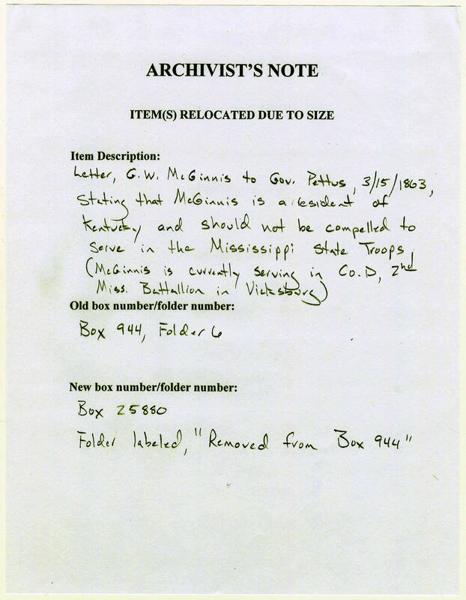 ARCHIVIST'S NOTE
ITEM(S) RELOCATED DUE TO SIZE
Item Description:
Letter, G.W. McGinnis to Gov. Pettus, 3/15/1863,
stating that McGinnis is a resident of
Kentucky and should not be compelled to
serve in the Mississippi State Troops
(McGinnis is currently serving in Co. D, 2nd
Miss. Battallion in Vicksburg)
Old box number/folder number:
Box 944, Folder 6
New box number/folder number:
Box 25880
Folder labeled, "Removed from Box 944"